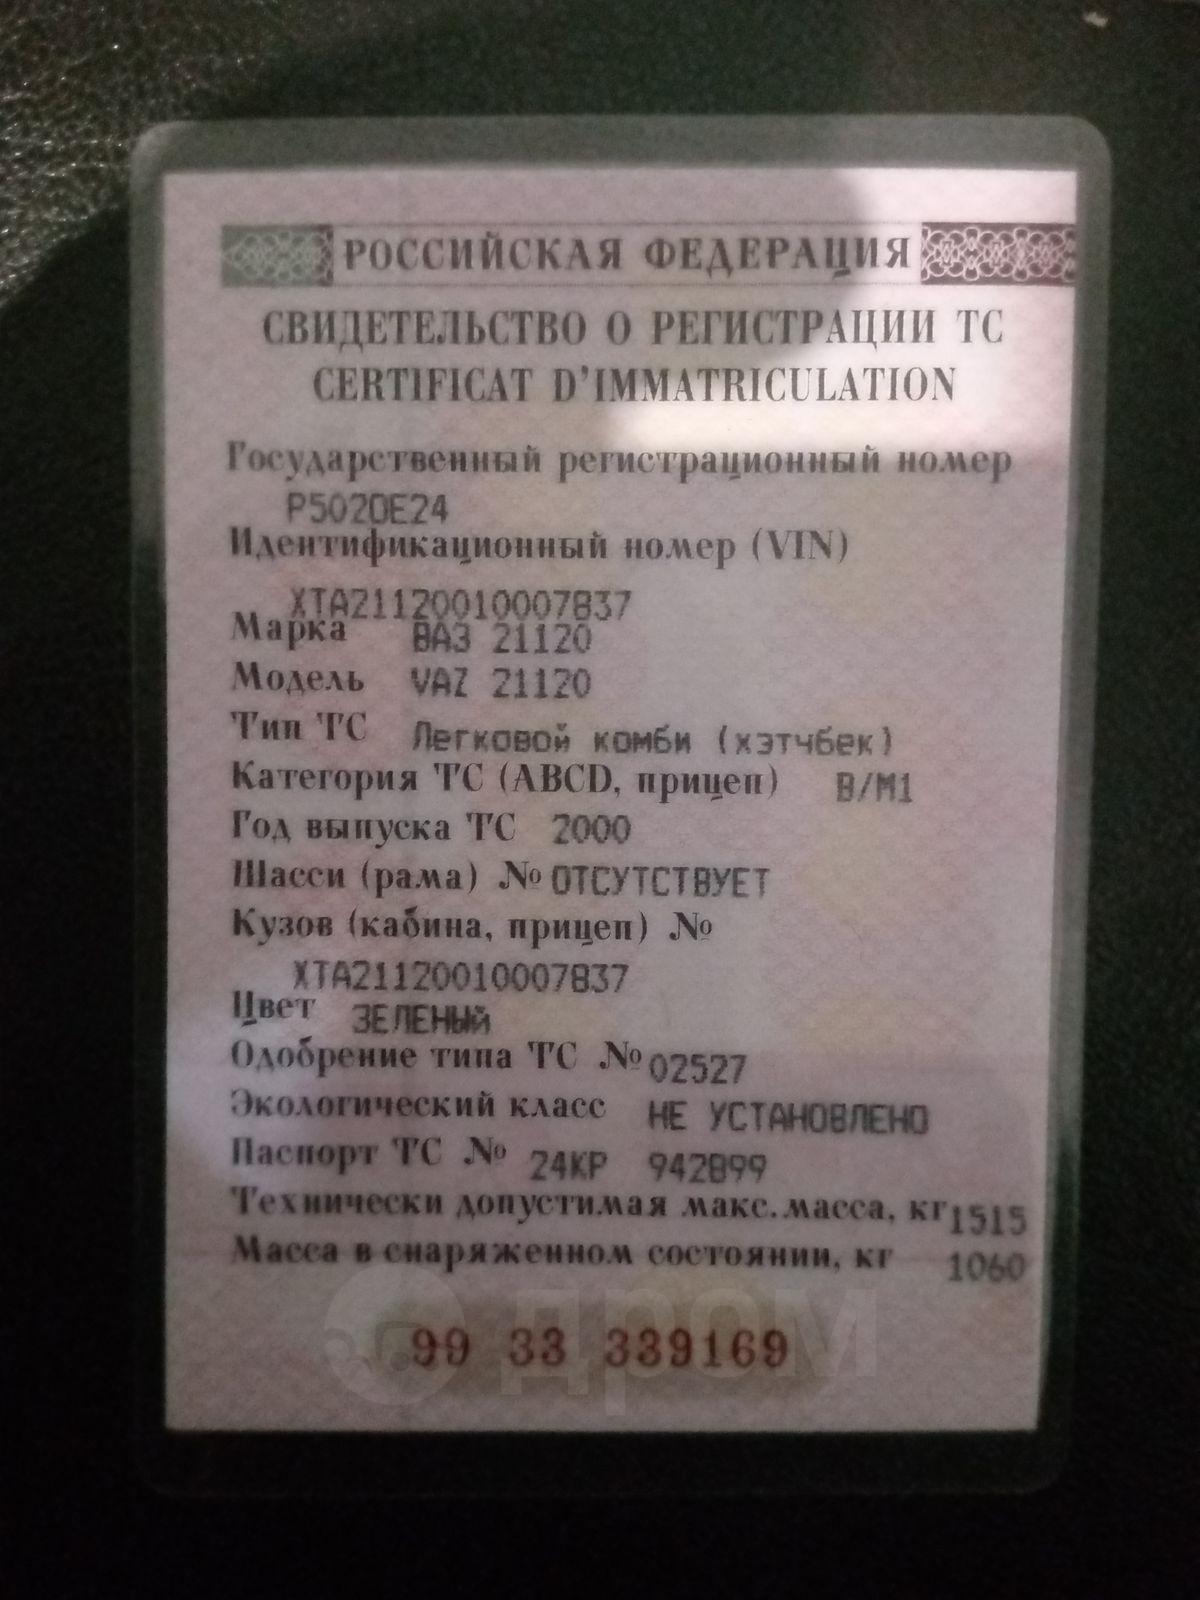 РОССИЙСКАЯ ФЕДЕРАЦИЯ
СВИДЕТЕЛЬСТВО О РЕГИСТРАЦИИ ТС
CERTIFICAT D'IMMATRICULATION
Государственный регистрационный номер
Р502ОЕ24
Идентификационный номер (VIN)
XTA21120010007837
Марка ВАЗ 21120
Модель VAZ 21120
Тип ТС Легковой комби (хэтчбек)
Категория ТС (ABCD, прицеп) B/M1
Год выпуска ТС 2000
Шасси (рама) № ОТСУТСТВУЕТ
Кузов (кабина, прицеп) №
XTA21120010007837
Цвет ЗЕЛЕНЫЙ
Одобрение типа ТС № 02527
Экологический класс НЕ УСТАНОВЛЕНО
Паспорт ТС № 24КР 942899
Технически допустимая макс. масса, кг 1515
Масса в снаряженном состоянии, кг 1060
99 33 339169
дром